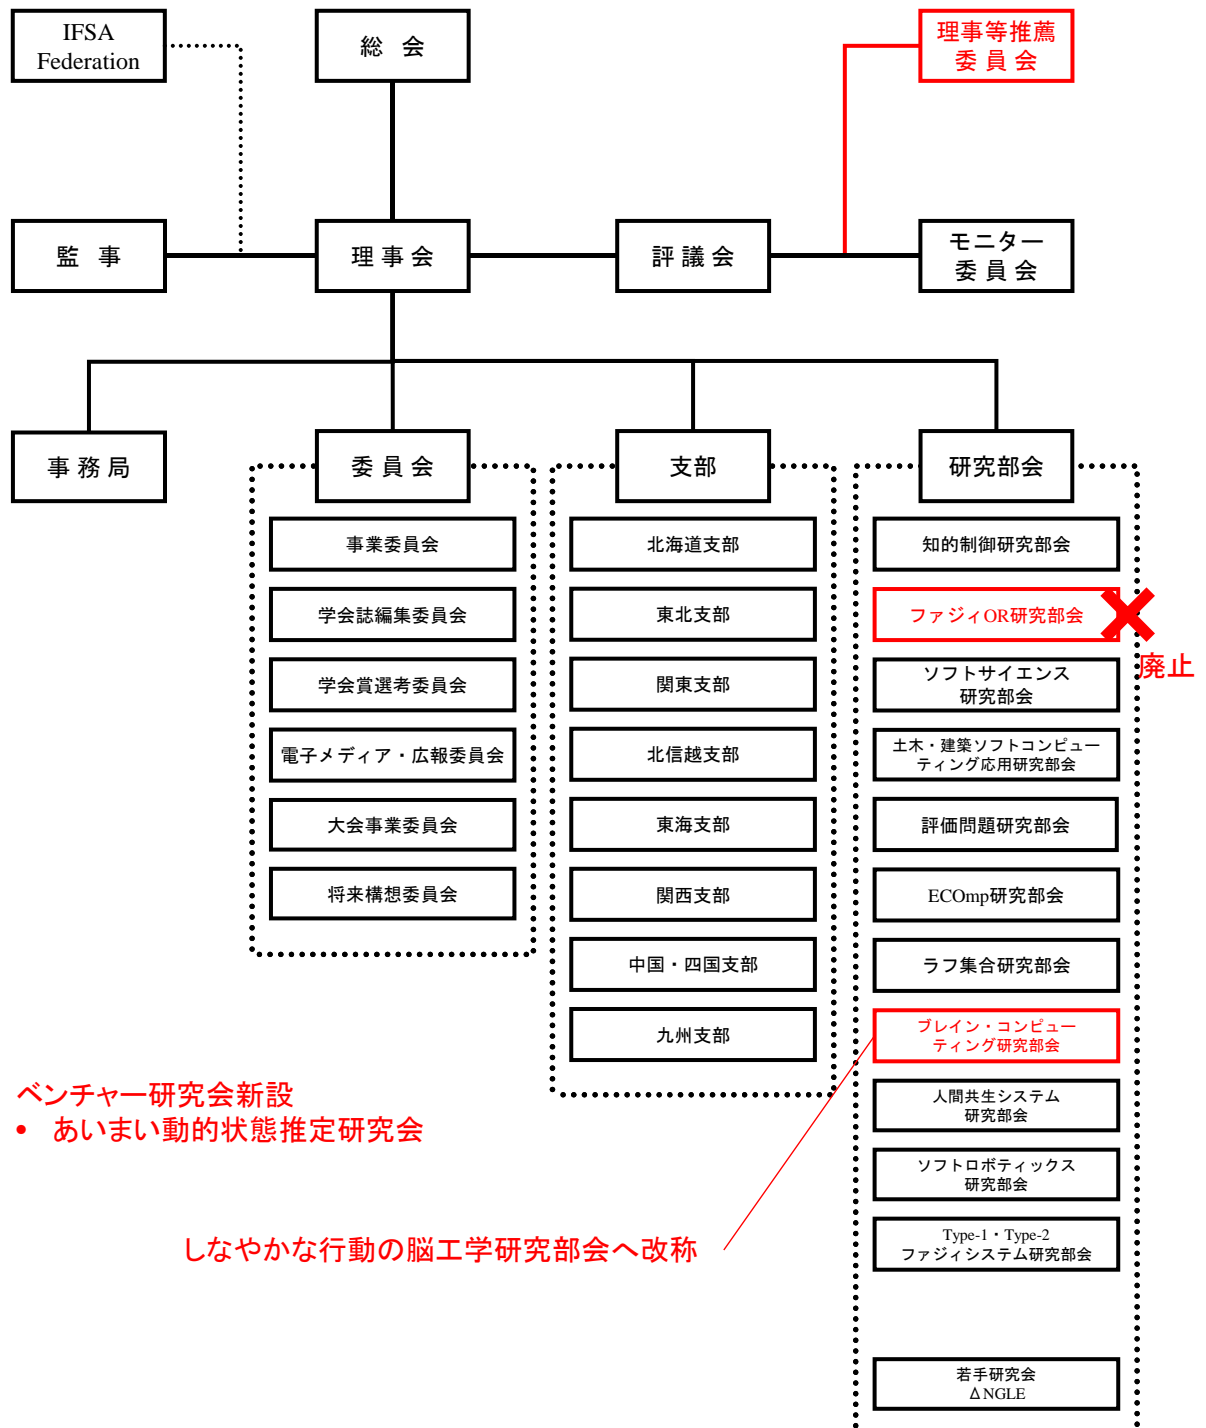 IFSA
Federation
総 会
理事等推薦
委 員 会
監 事
理 事 会
評 議 会
モニター
委員会
事 務 局
委 員 会
支部
研究部会
事業委員会
学会誌編集委員会
学会賞選考委員会
電子メディア・広報委員会
大会事業委員会
将来構想委員会
北海道支部
東北支部
関東支部
北信越支部
東海支部
関西支部
中国・四国支部
九州支部
知的制御研究部会
ファジィOR研究部会
廃止
ソフトサイエンス
研究部会
土木・建築ソフトコンピュー
ティング応用研究部会
評価問題研究部会
ECOmp研究部会
ラフ集合研究部会
ブレイン・コンピュー
ティング研究部会
人間共生システム
研究部会
ソフトロボティックス
研究部会
Type-1・Type-2
ファジィシステム研究部会
若手研究会
ΔNGLE
ベンチャー研究会新設
• あいまい動的状態推定研究会
しなやかな行動の脳工学研究部会へ改称